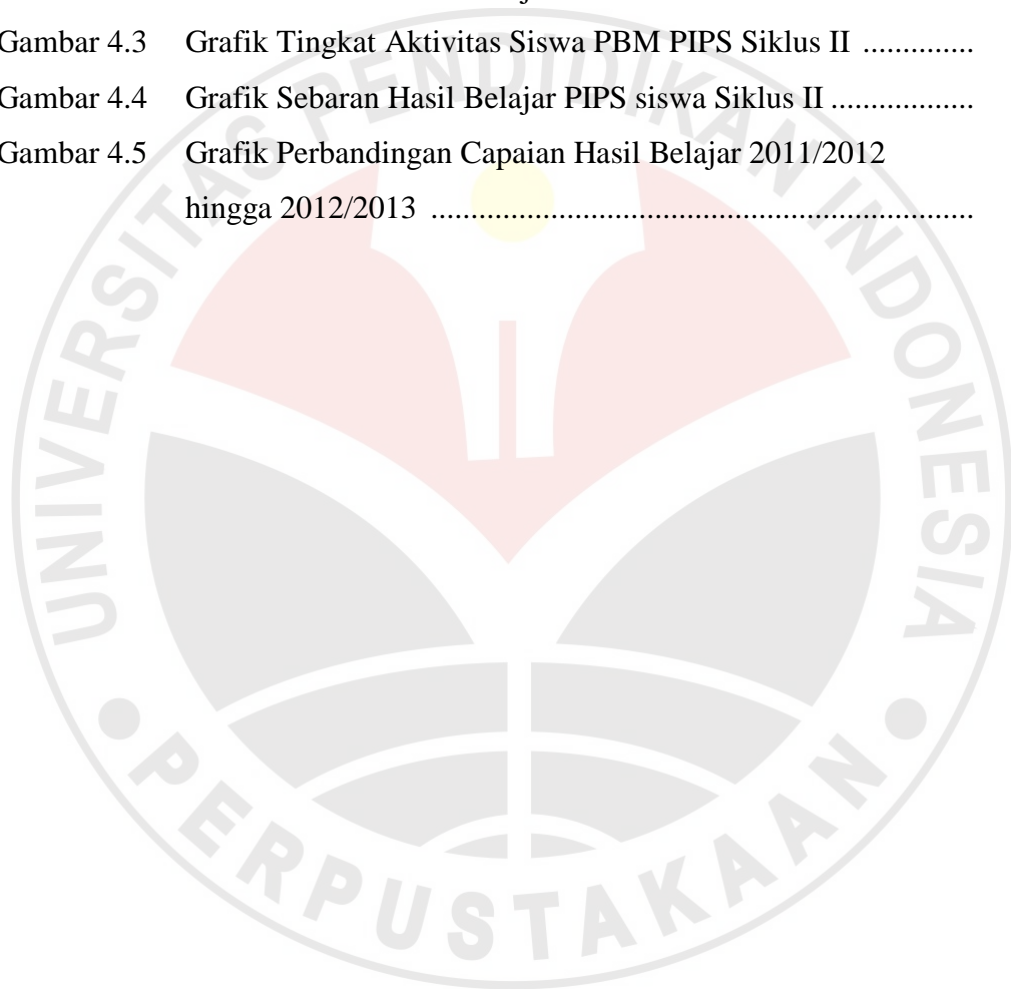 Gambar 4.3 Grafik Tingkat Aktivitas Siswa PBM PIPS Siklus II ..............
Gambar 4.4 Grafik Sebaran Hasil Belajar PIPS siswa Siklus II ..................
Gambar 4.5 Grafik Perbandingan Capaian Hasil Belajar 2011/2012
hingga 2012/2013 ....................................................................
UNIVERSITAS PENDIDIKAN INDONESIA
PERPUSTAKAAN